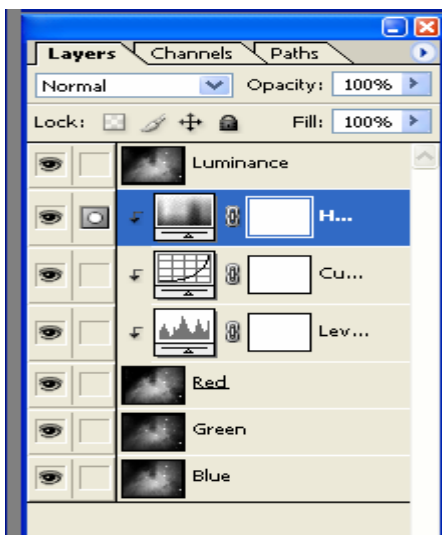 Layers Channels Paths
Normal Opacity: 100%
Lock: Fill: 100%
Luminance
H...
Cu...
Lev...
Red
Green
Blue